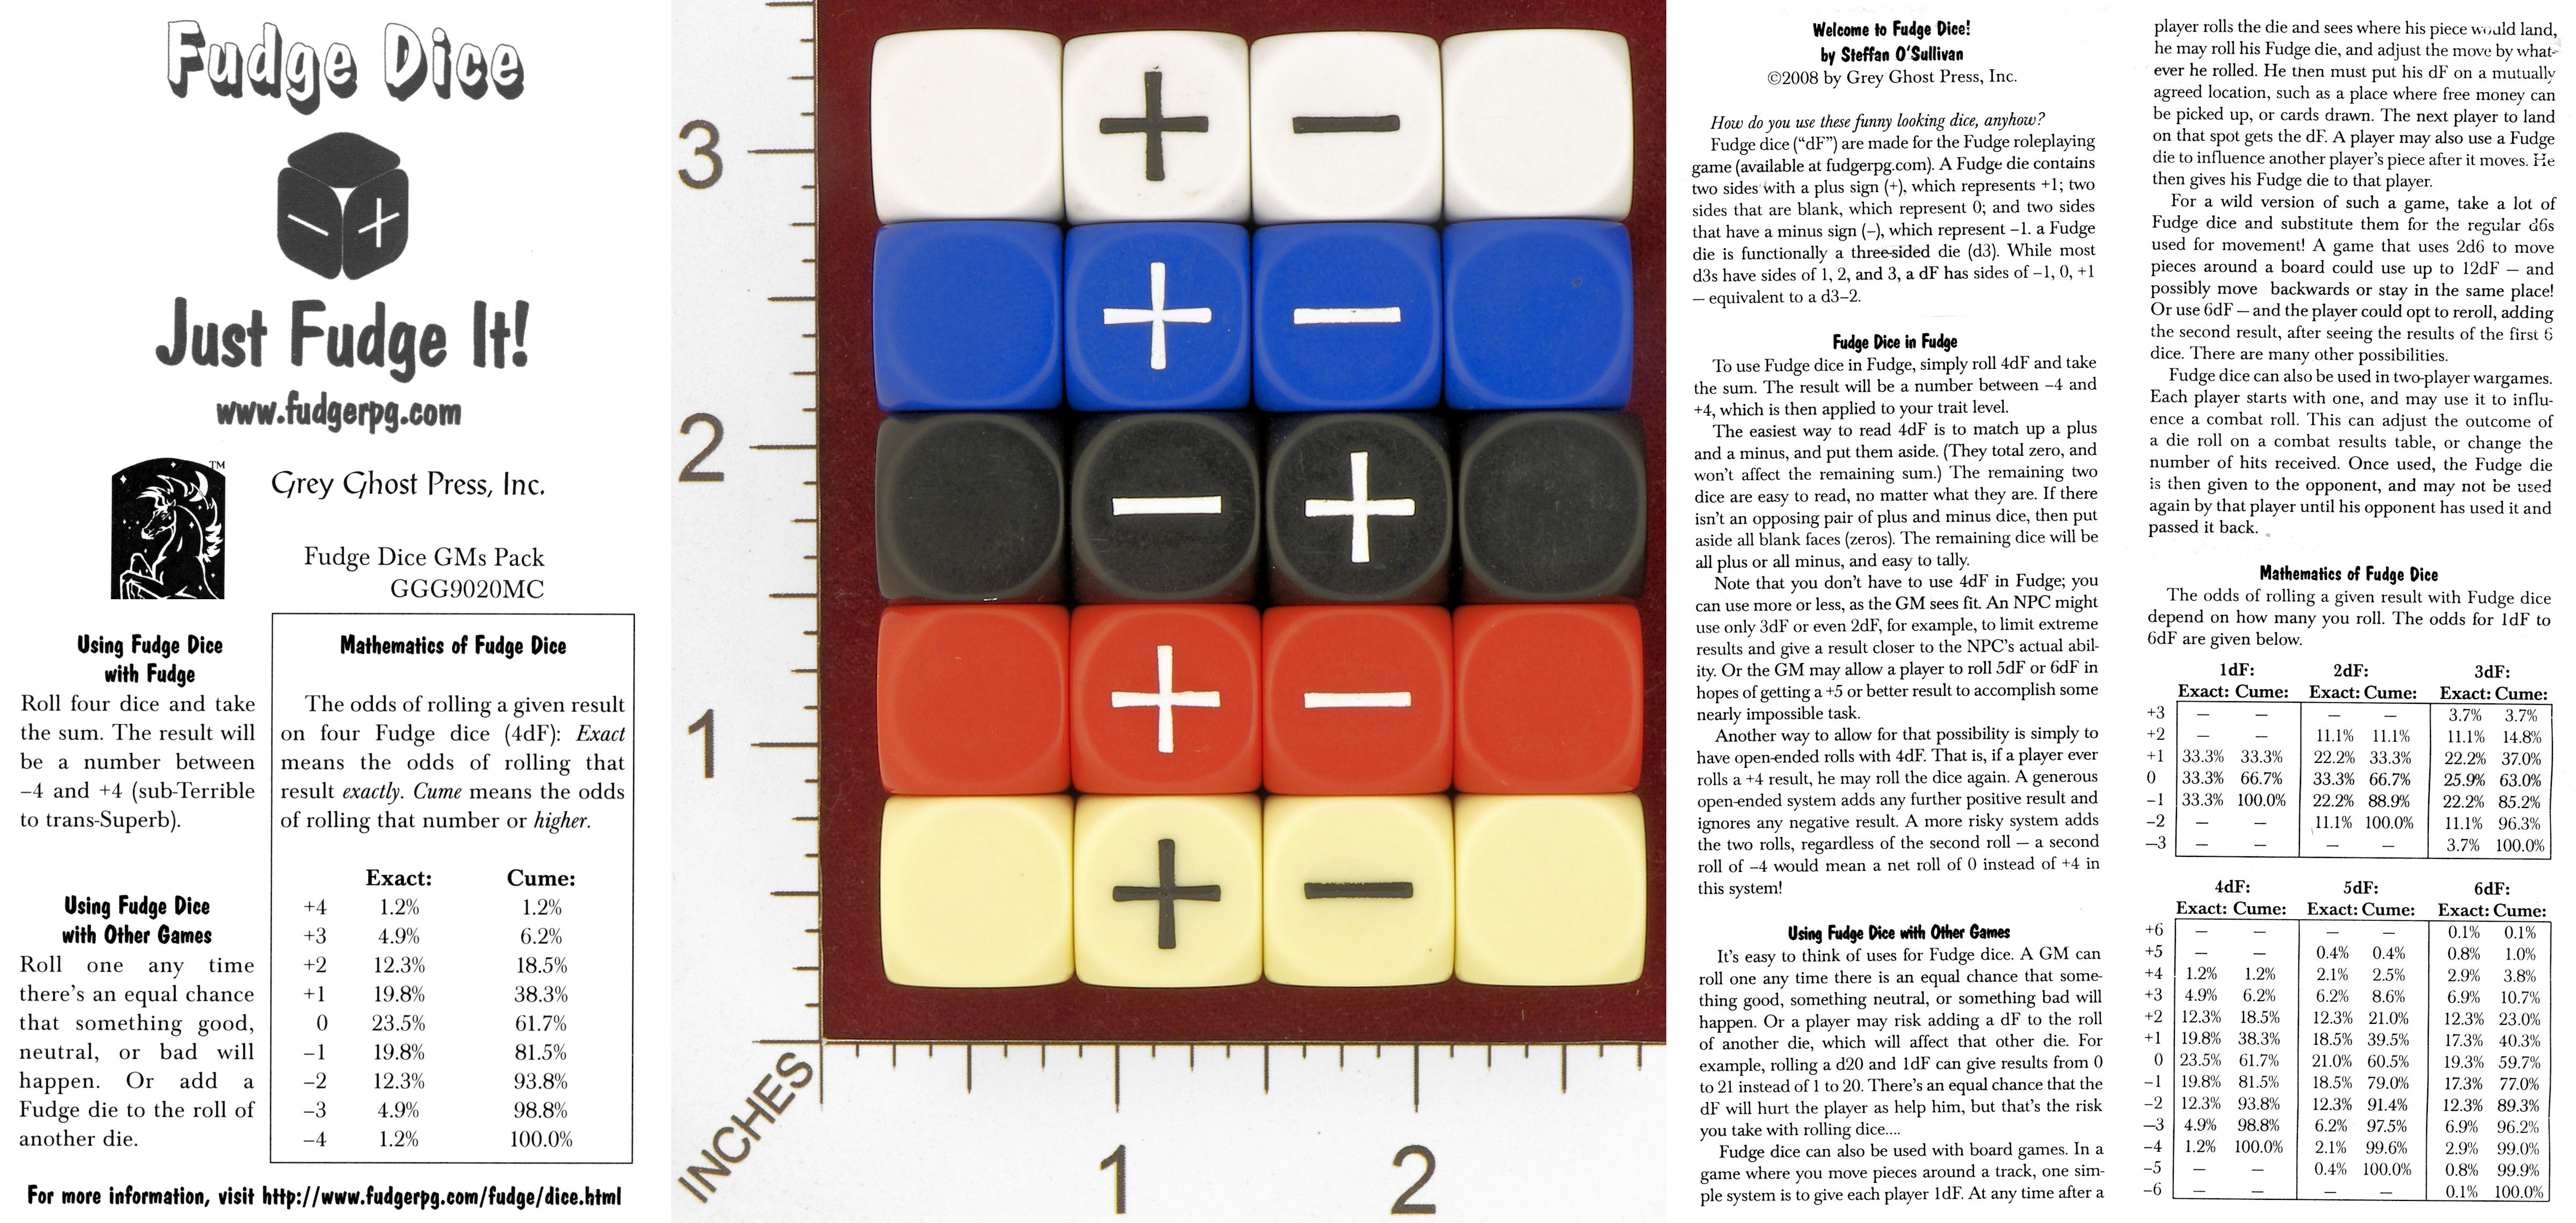 Fudge Dice
− +
Just Fudge It!
www.fudgerpg.com
TM
Grey Ghost Press, Inc.
Fudge Dice GMs Pack
GGG9020MC
Using Fudge Dice
with Fudge
Roll four dice and take
the sum. The result will
be a number between
–4 and +4 (sub-Terrible
to trans-Superb).
Using Fudge Dice
with Other Games
Roll one any time
there's an equal chance
that something good,
neutral, or bad will
happen. Or add a
Fudge die to the roll of
another die.
Mathematics of Fudge Dice
The odds of rolling a given result
on four Fudge dice (4dF): Exact
means the odds of rolling that
result exactly. Cume means the odds
of rolling that number or higher.
Exact: Cume:
+4 1.2% 1.2%
+3 4.9% 6.2%
+2 12.3% 18.5%
+1 19.8% 38.3%
0 23.5% 61.7%
–1 19.8% 81.5%
–2 12.3% 93.8%
–3 4.9% 98.8%
–4 1.2% 100.0%
For more information, visit http://www.fudgerpg.com/fudge/dice.html
3
2
1
INCHES
1 2
+ −
+ −
− +
+ −
+ −
Welcome to Fudge Dice!
by Steffan O'Sullivan
©2008 by Grey Ghost Press, Inc.
How do you use these funny looking dice, anyhow?
Fudge dice ("dF") are made for the Fudge roleplaying
game (available at fudgerpg.com). A Fudge die contains
two sides with a plus sign (+), which represents +1; two
sides that are blank, which represent 0; and two sides
that have a minus sign (–), which represent –1. a Fudge
die is functionally a three-sided die (d3). While most
d3s have sides of 1, 2, and 3, a dF has sides of –1, 0, +1
— equivalent to a d3–2.
Fudge Dice in Fudge
To use Fudge dice in Fudge, simply roll 4dF and take
the sum. The result will be a number between –4 and
+4, which is then applied to your trait level.
The easiest way to read 4dF is to match up a plus
and a minus, and put them aside. (They total zero, and
won't affect the remaining sum.) The remaining two
dice are easy to read, no matter what they are. If there
isn't an opposing pair of plus and minus dice, then put
aside all blank faces (zeros). The remaining dice will be
all plus or all minus, and easy to tally.
Note that you don't have to use 4dF in Fudge; you
can use more or less, as the GM sees fit. An NPC might
use only 3dF or even 2dF, for example, to limit extreme
results and give a result closer to the NPC's actual abil-
ity. Or the GM may allow a player to roll 5dF or 6dF in
hopes of getting a +5 or better result to accomplish some
nearly impossible task.
Another way to allow for that possibility is simply to
have open-ended rolls with 4dF. That is, if a player ever
rolls a +4 result, he may roll the dice again. A generous
open-ended system adds any further positive result and
ignores any negative result. A more risky system adds
the two rolls, regardless of the second roll — a second
roll of –4 would mean a net roll of 0 instead of +4 in
this system!
Using Fudge Dice with Other Games
It's easy to think of uses for Fudge dice. A GM can
roll one any time there is an equal chance that some-
thing good, something neutral, or something bad will
happen. Or a player may risk adding a dF to the roll
of another die, which will affect that other die. For
example, rolling a d20 and 1dF can give results from 0
to 21 instead of 1 to 20. There's an equal chance that the
dF will hurt the player as help him, but that's the risk
you take with rolling dice....
Fudge dice can also be used with board games. In a
game where you move pieces around a track, one sim-
ple system is to give each player 1dF. At any time after a
player rolls the die and sees where his piece would land,
he may roll his Fudge die, and adjust the move by what-
ever he rolled. He then must put his dF on a mutually
agreed location, such as a place where free money can
be picked up, or cards drawn. The next player to land
on that spot gets the dF. A player may also use a Fudge
die to influence another player's piece after it moves. He
then gives his Fudge die to that player.
For a wild version of such a game, take a lot of
Fudge dice and substitute them for the regular d6s
used for movement! A game that uses 2d6 to move
pieces around a board could use up to 12dF — and
possibly move backwards or stay in the same place!
Or use 6dF — and the player could opt to reroll, adding
the second result, after seeing the results of the first 6
dice. There are many other possibilities.
Fudge dice can also be used in two-player wargames.
Each player starts with one, and may use it to influ-
ence a combat roll. This can adjust the outcome of
a die roll on a combat results table, or change the
number of hits received. Once used, the Fudge die
is then given to the opponent, and may not be used
again by that player until his opponent has used it and
passed it back.
Mathematics of Fudge Dice
The odds of rolling a given result with Fudge dice
depend on how many you roll. The odds for 1dF to
6dF are given below.
1dF: 2dF: 3dF:
Exact: Cume: Exact: Cume: Exact: Cume:
+3 — — — — 3.7% 3.7%
+2 — — 11.1% 11.1% 11.1% 14.8%
+1 33.3% 33.3% 22.2% 33.3% 22.2% 37.0%
0 33.3% 66.7% 33.3% 66.7% 25.9% 63.0%
–1 33.3% 100.0% 22.2% 88.9% 22.2% 85.2%
–2 — — 11.1% 100.0% 11.1% 96.3%
–3 — — — — 3.7% 100.0%
4dF: 5dF: 6dF:
Exact: Cume: Exact: Cume: Exact: Cume:
+6 — — — — 0.1% 0.1%
+5 — — 0.4% 0.4% 0.8% 1.0%
+4 1.2% 1.2% 2.1% 2.5% 2.9% 3.8%
+3 4.9% 6.2% 6.2% 8.6% 6.9% 10.7%
+2 12.3% 18.5% 12.3% 21.0% 12.3% 23.0%
+1 19.8% 38.3% 18.5% 39.5% 17.3% 40.3%
0 23.5% 61.7% 21.0% 60.5% 19.3% 59.7%
–1 19.8% 81.5% 18.5% 79.0% 17.3% 77.0%
–2 12.3% 93.8% 12.3% 91.4% 12.3% 89.3%
–3 4.9% 98.8% 6.2% 97.5% 6.9% 96.2%
–4 1.2% 100.0% 2.1% 99.6% 2.9% 99.0%
–5 — — 0.4% 100.0% 0.8% 99.9%
–6 — — — — 0.1% 100.0%